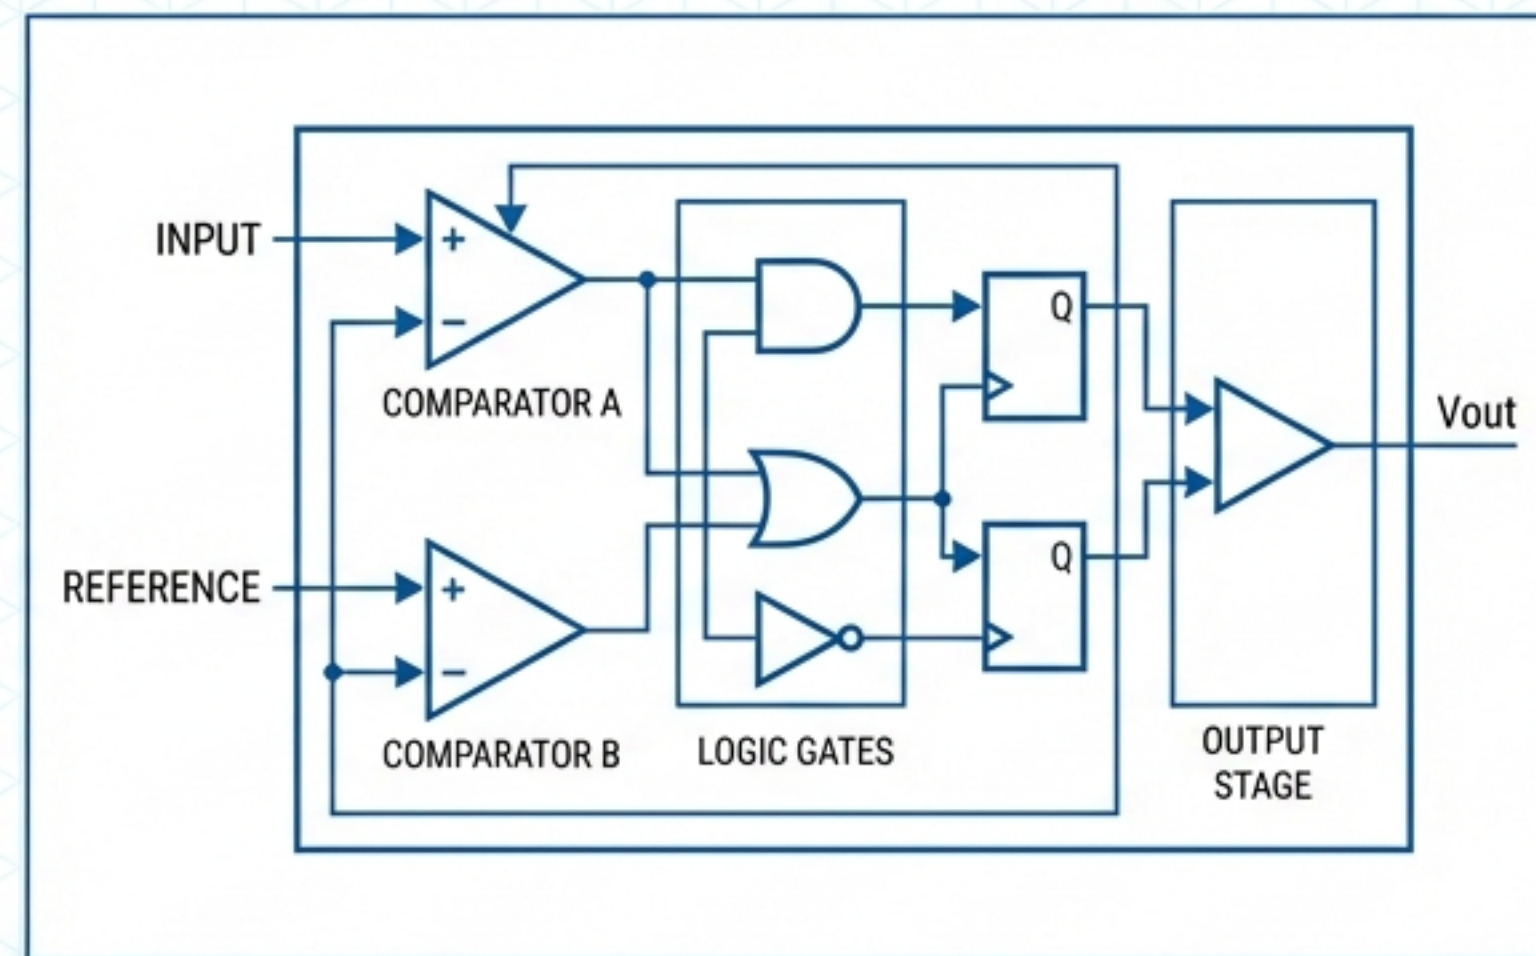 INPUT
+
−
COMPARATOR A
REFERENCE
+
−
COMPARATOR B
LOGIC GATES
Q
Q
OUTPUT
STAGE
Vout